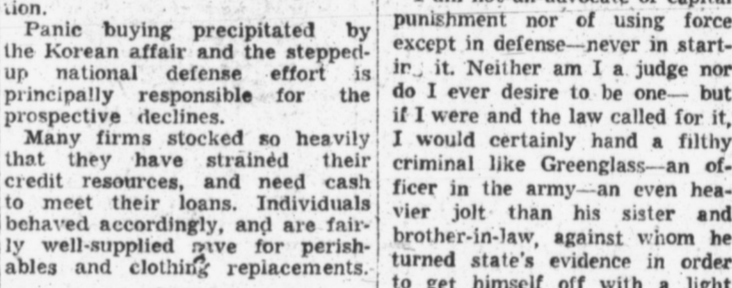 tion.
Panic buying precipitated by
the Korean affair and the stepped-
up national defense effort is
principally responsible for the
prospective declines.
Many firms stocked so heavily
that they have strained their
credit resources, and need cash
to meet their loans. Individuals
behaved accordingly, and are fair-
ly well-supplied save for perish-
ables and clothing replacements.
punishment nor of using force
except in defense—never in start-
it. Neither am I a judge nor
do I ever desire to be one— but
if I were and the law called for it,
I would certainly hand a filthy
criminal like Greenglass—an of-
ficer in the army—an even hea-
vier jolt than his sister and
brother-in-law, against whom he
turned state's evidence in order
to get himself off with a light